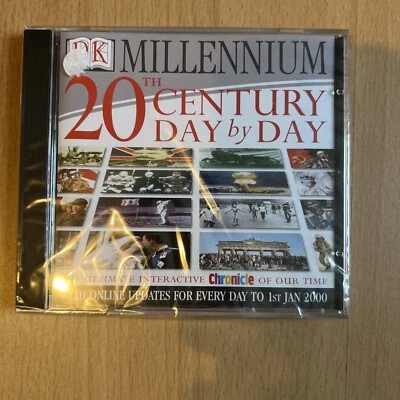 DK MILLENNIUM
20TH CENTURY
DAY by DAY
ULTIMATE INTERACTIVE Chronicle OF OUR TIME
ONLINE UPDATES FOR EVERY DAY TO 1ST JAN 2000